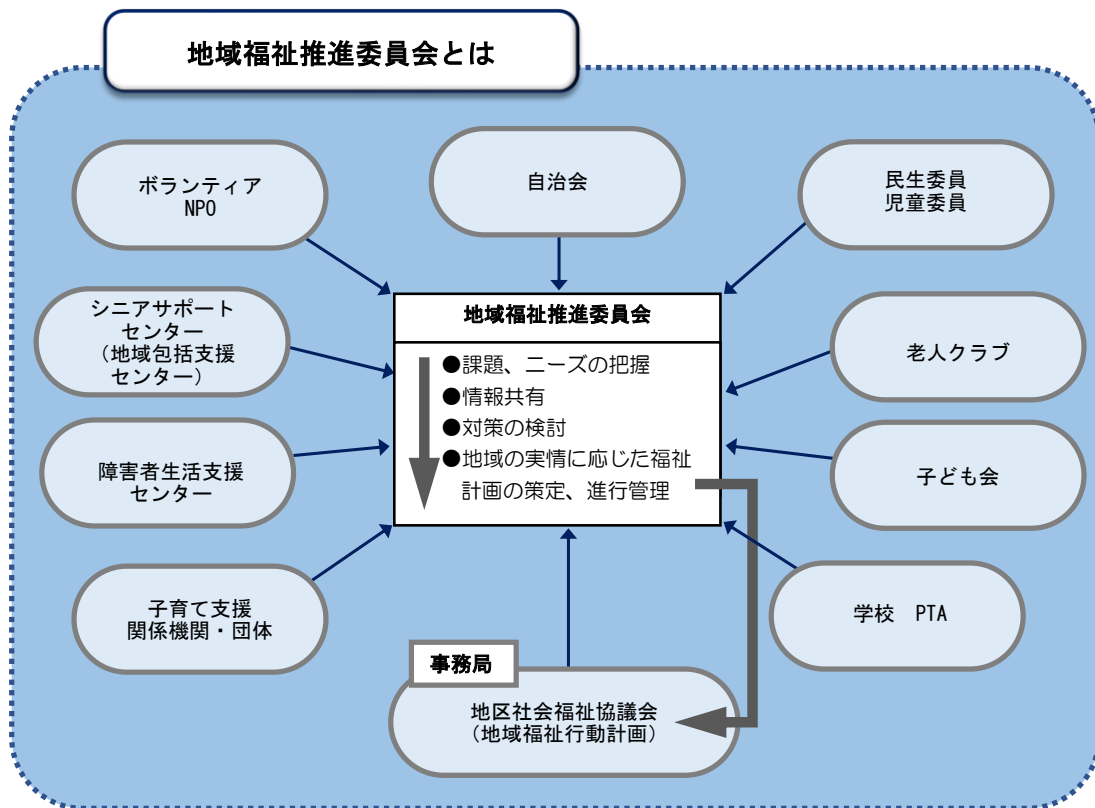 地域福祉推進委員会とは
ボランティア
NPO
自治会
民生委員
児童委員
シニアサポート
センター
（地域包括支援
センター）
地域福祉推進委員会
●課題、ニーズの把握
●情報共有
●対策の検討
●地域の実情に応じた福祉
計画の策定、進行管理
老人クラブ
障害者生活支援
センター
子ども会
子育て支援
関係機関・団体
学校　PTA
事務局
地区社会福祉協議会
（地域福祉行動計画）